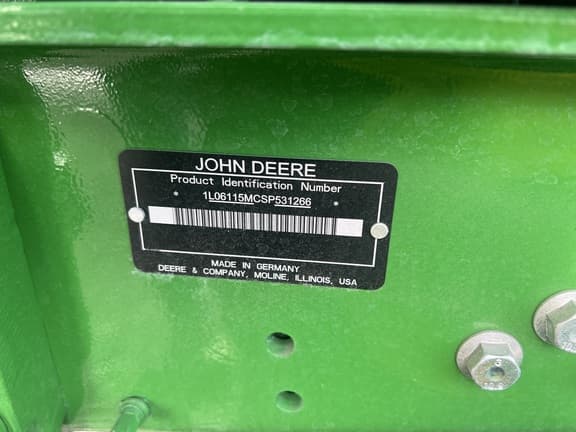 JOHN DEERE
Product Identification Number
* 1L06115MCSP531266 *
MADE IN GERMANY
DEERE & COMPANY, MOLINE, ILLINOIS, USA